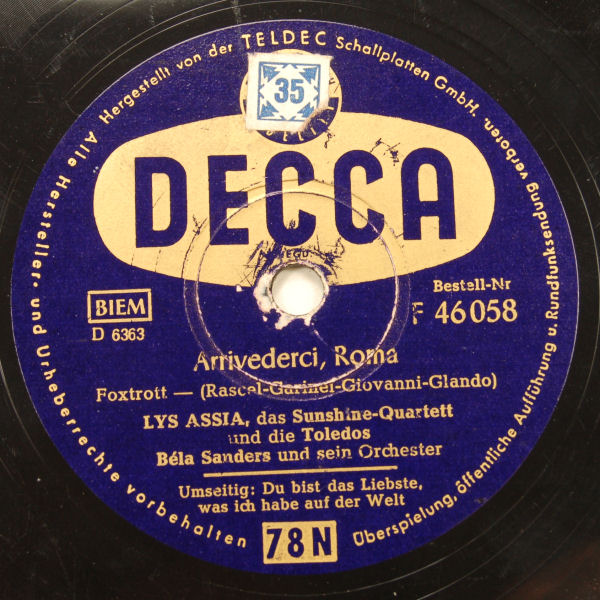 Alle Hersteller- und Urheberrechte vorbehalten
Hergestellt von der TELDEC Schallplatten GmbH.
Überspielung, öffentliche Aufführung u. Rundfunksendung verboten.
35
DECCA
BIEM
D 6363
Bestell-Nr
F 46058
Arrivederci, Roma
Foxtrott — (Rascel-Garinei-Giovanni-Glando)
LYS ASSIA, das Sunshine-Quartett
und die Toledos
Béla Sanders und sein Orchester
Umseitig: Du bist das Liebste,
was ich habe auf der Welt
78 N